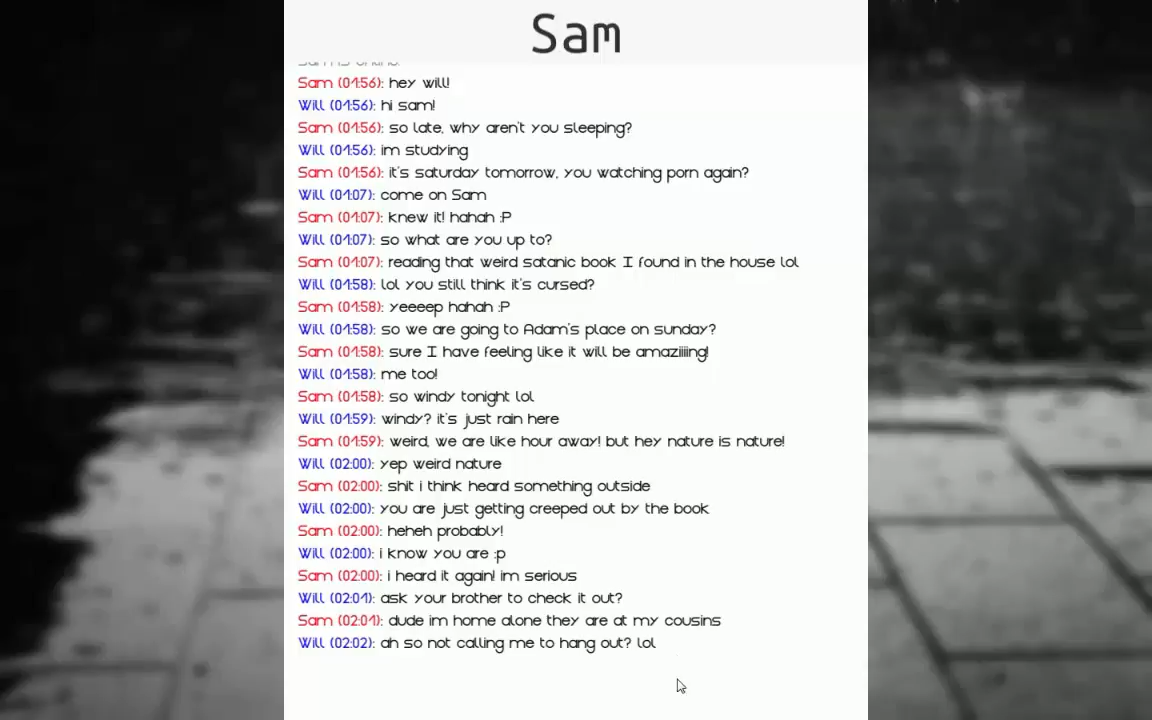 Sam
Sam (01:56): hey will!
Will (01:56): hi sam!
Sam (01:56): so late, why aren't you sleeping?
Will (01:56): im studying
Sam (01:56): it's saturday tomorrow, you watching porn again?
Will (01:07): come on Sam
Sam (01:07): knew it! hahah :P
Will (01:07): so what are you up to?
Sam (01:07): reading that weird satanic book I found in the house lol
Will (01:58): lol you still think it's cursed?
Sam (01:58): yeeeep hahah :P
Will (01:58): so we are going to Adam's place on sunday?
Sam (01:58): sure I have feeling like it will be amaziiiing!
Will (01:58): me too!
Sam (01:58): so windy tonight lol
Will (01:59): windy? it's just rain here
Sam (01:59): weird, we are like hour away! but hey nature is nature!
Will (02:00): yep weird nature
Sam (02:00): shit i think heard something outside
Will (02:00): you are just getting creeped out by the book
Sam (02:00): heheh probably!
Will (02:00): i know you are :p
Sam (02:00): i heard it again! im serious
Will (02:01): ask your brother to check it out?
Sam (02:01): dude im home alone they are at my cousins
Will (02:02): ah so not calling me to hang out? lol